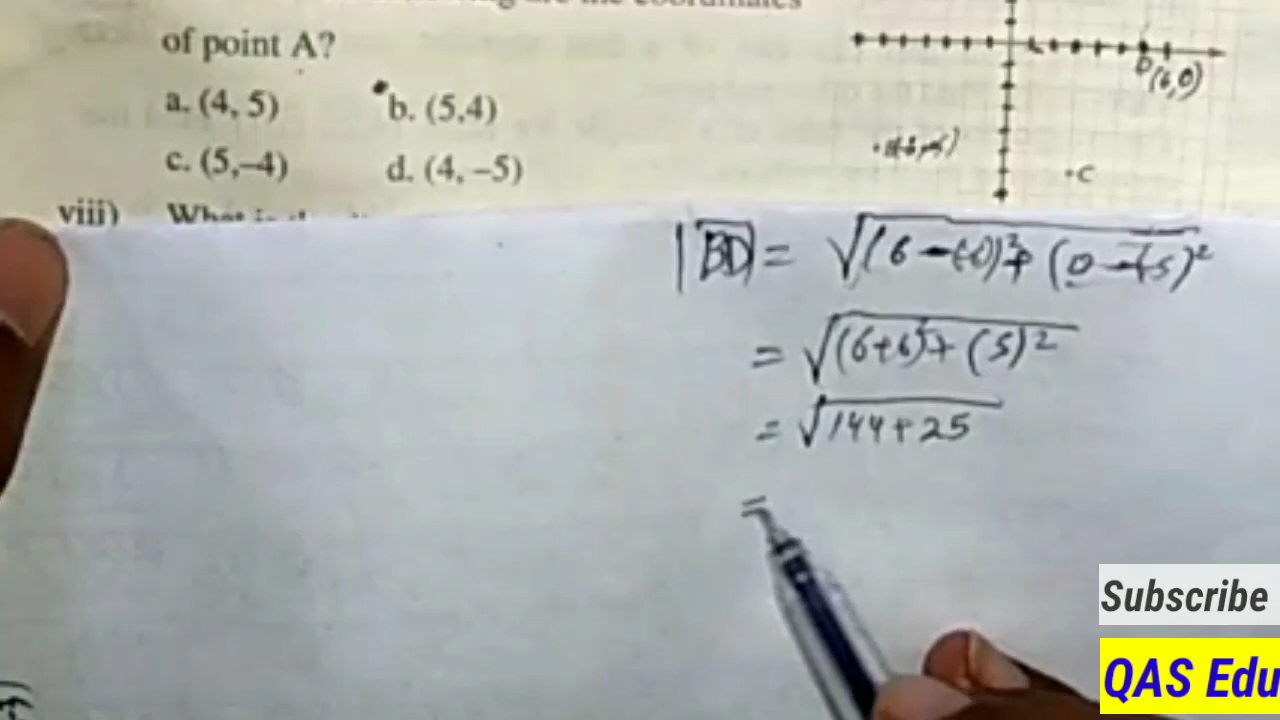 of point A?
a. (4, 5) b. (5,4)
c. (5,–4) d. (4, –5)
D(6,0)
C
viii)
|BD| = √(6-(-6))²+(0-(-5)²
= √(6+6)²+(5)²
= √144+25
=
Subscribe
QAS Edu